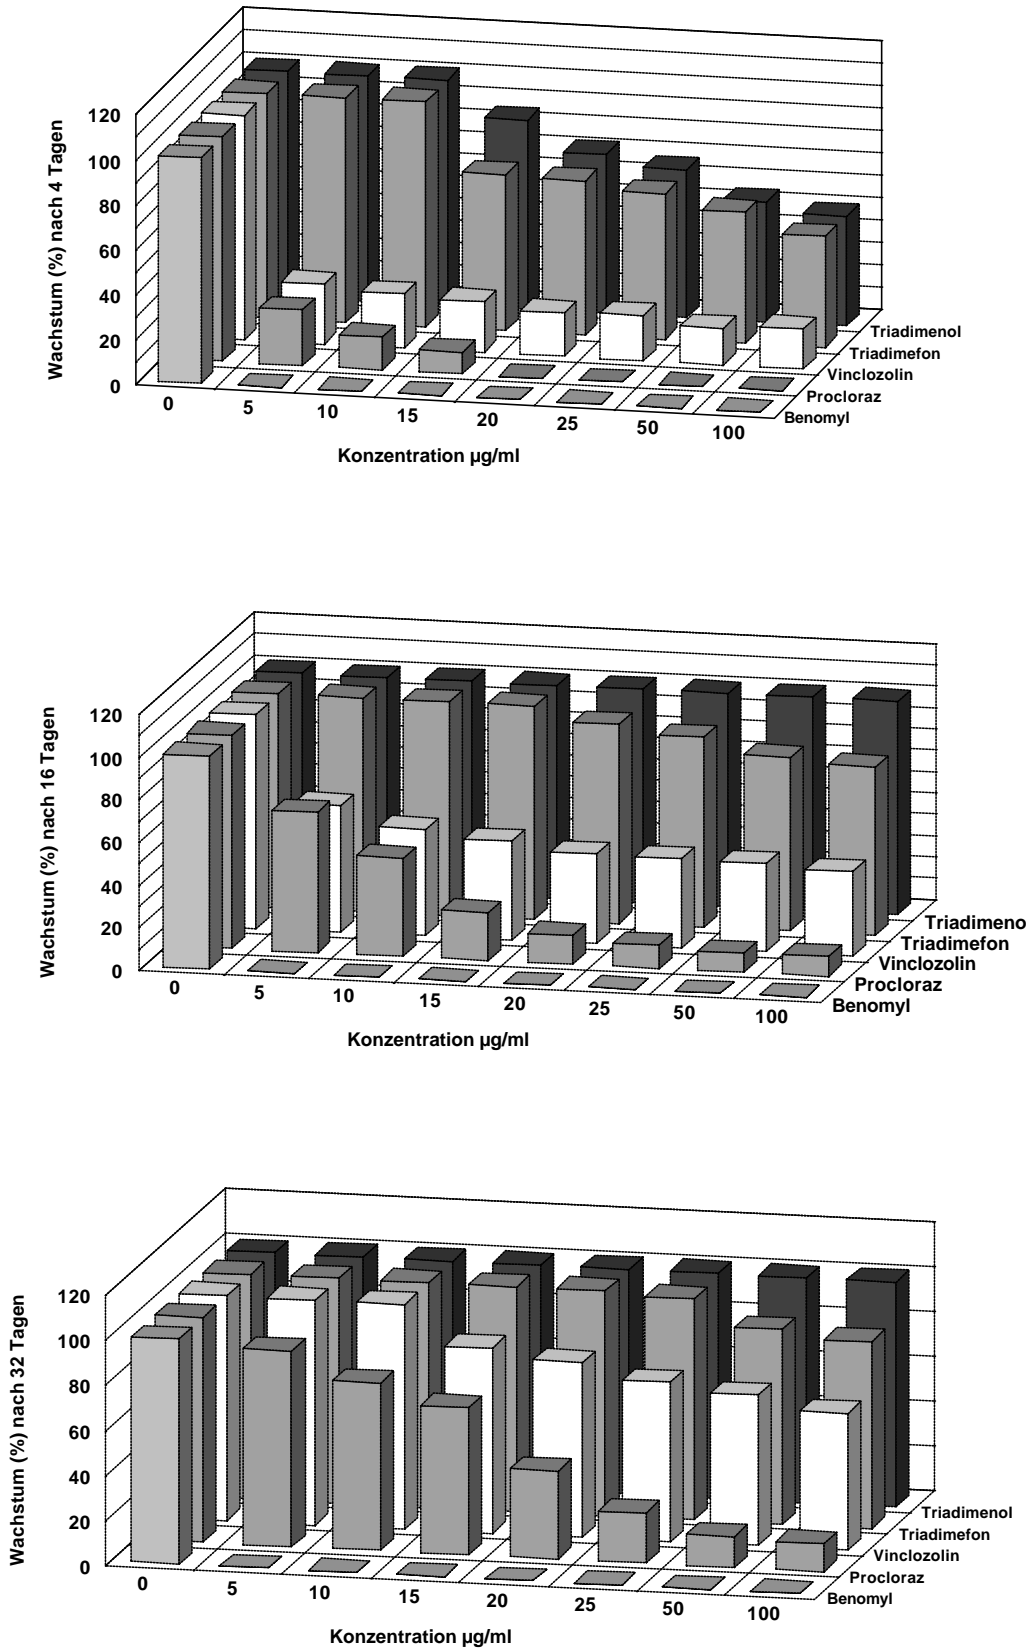 Wachstum (%) nach 4 Tagen
120
100
80
60
40
20
0
0
5
10
15
20
25
50
100
Triadimenol
Triadimefon
Vinclozolin
Procloraz
Benomyl
Konzentration µg/ml
Wachstum (%) nach 16 Tagen
120
100
80
60
40
20
0
0
5
10
15
20
25
50
100
Triadimeno
Triadimefon
Vinclozolin
Procloraz
Benomyl
Konzentration µg/ml
Wachstum (%) nach 32 Tagen
120
100
80
60
40
20
0
0
5
10
15
20
25
50
100
Triadimenol
Triadimefon
Vinclozolin
Procloraz
Benomyl
Konzentration µg/ml